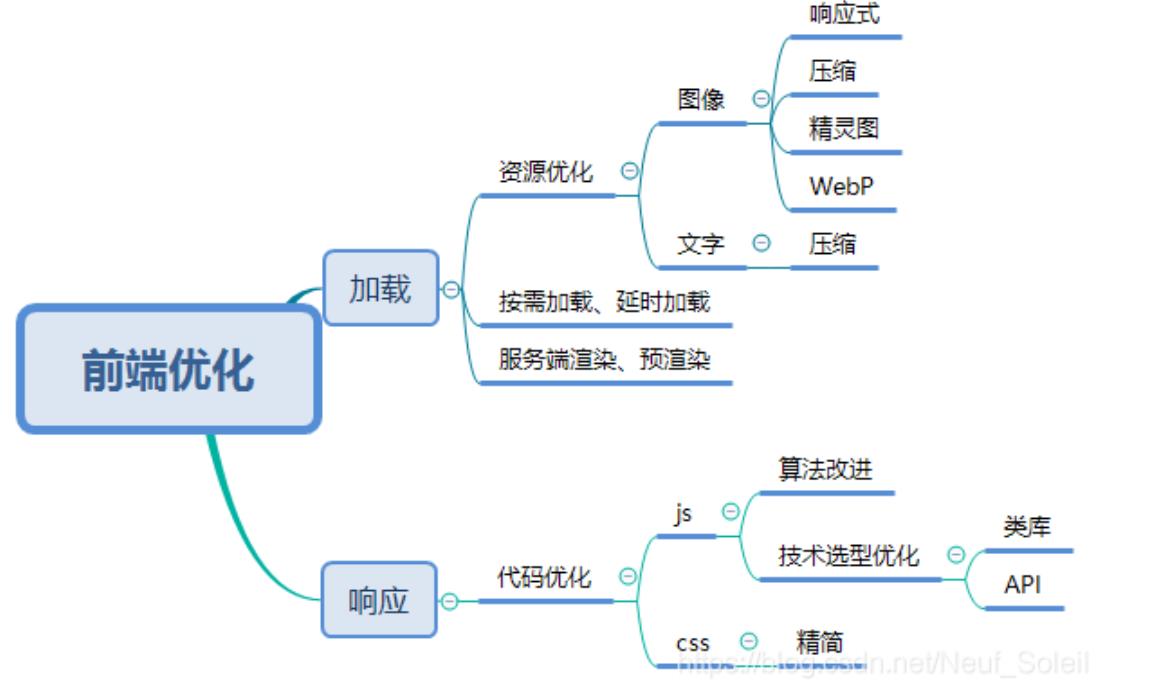 响应式
压缩
图像
精灵图
资源优化
WebP
文字
压缩
加载
按需加载、延时加载
服务端渲染、预渲染
前端优化
算法改进
js
类库
技术选型优化
代码优化
API
响应
css
精简
https://blog.csdn.net/Neuf_Soleil